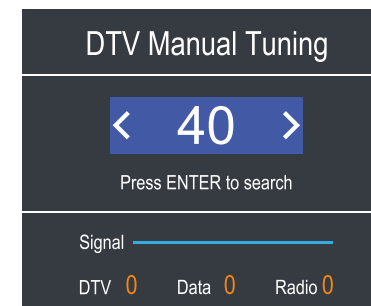 DTV Manual Tuning
< 40 >
Press ENTER to search
Signal
DTV 0 Data 0 Radio 0